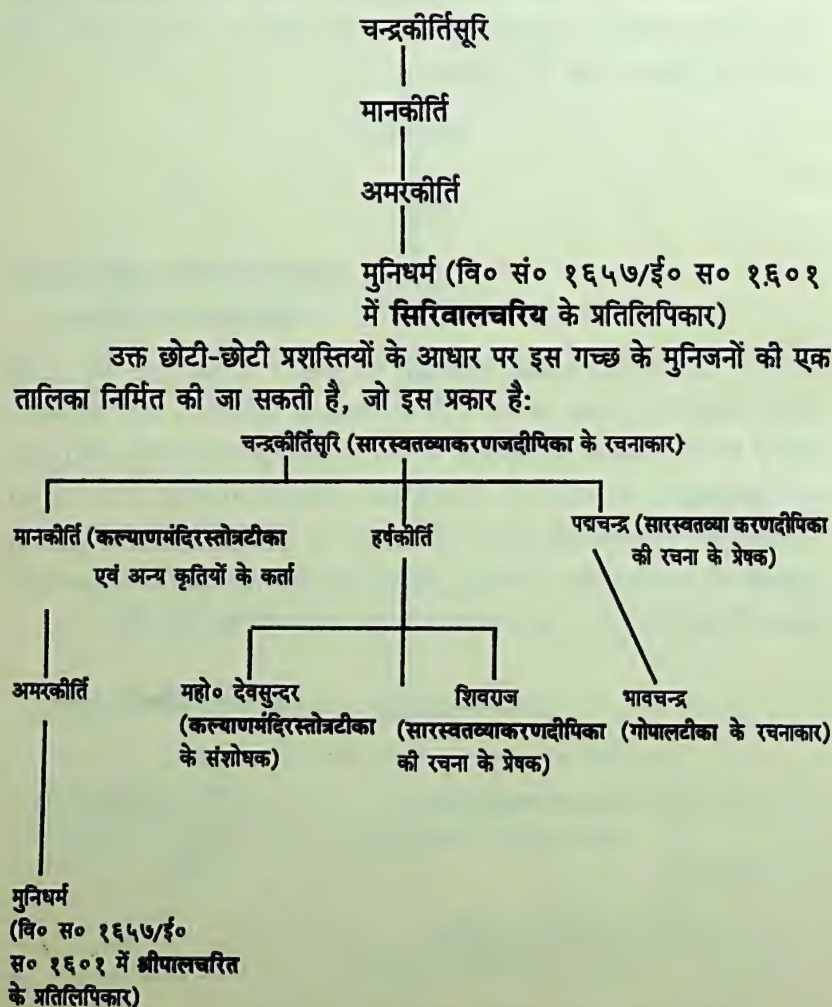 चन्द्रकीर्तिसूरि
मानकीर्ति
अमरकीर्ति
मुनिधर्म (वि० सं० १६५७/ई० स० १६०१
में सिरिवालचरिय के प्रतिलिपिकार)
उक्त छोटी-छोटी प्रशस्तियों के आधार पर इस गच्छ के मुनिजनों की एक
तालिका निर्मित की जा सकती है, जो इस प्रकार है:
चन्द्रकीर्तिसूरि (सारस्वतव्याकरणजदीपिका के रचनाकार)
मानकीर्ति (कल्याणमंदिरस्तोत्रटीका
एवं अन्य कृतियों के कर्ता
हर्षकीर्ति
पद्मचन्द्र (सारस्वतव्या करणदीपिका
की रचना के प्रेषक)
अमरकीर्ति
महो० देवसुन्दर
(कल्याणमंदिरस्तोत्रटीका
के संशोधक)
शिवराज
(सारस्वतव्याकरणदीपिका
की रचना के प्रेषक)
भावचन्द्र
(गोपालटीका के रचनाकार)
मुनिधर्म
(वि० स० १६५७/ई०
स० १६०१ में श्रीपालचरित
के प्रतिलिपिकार)